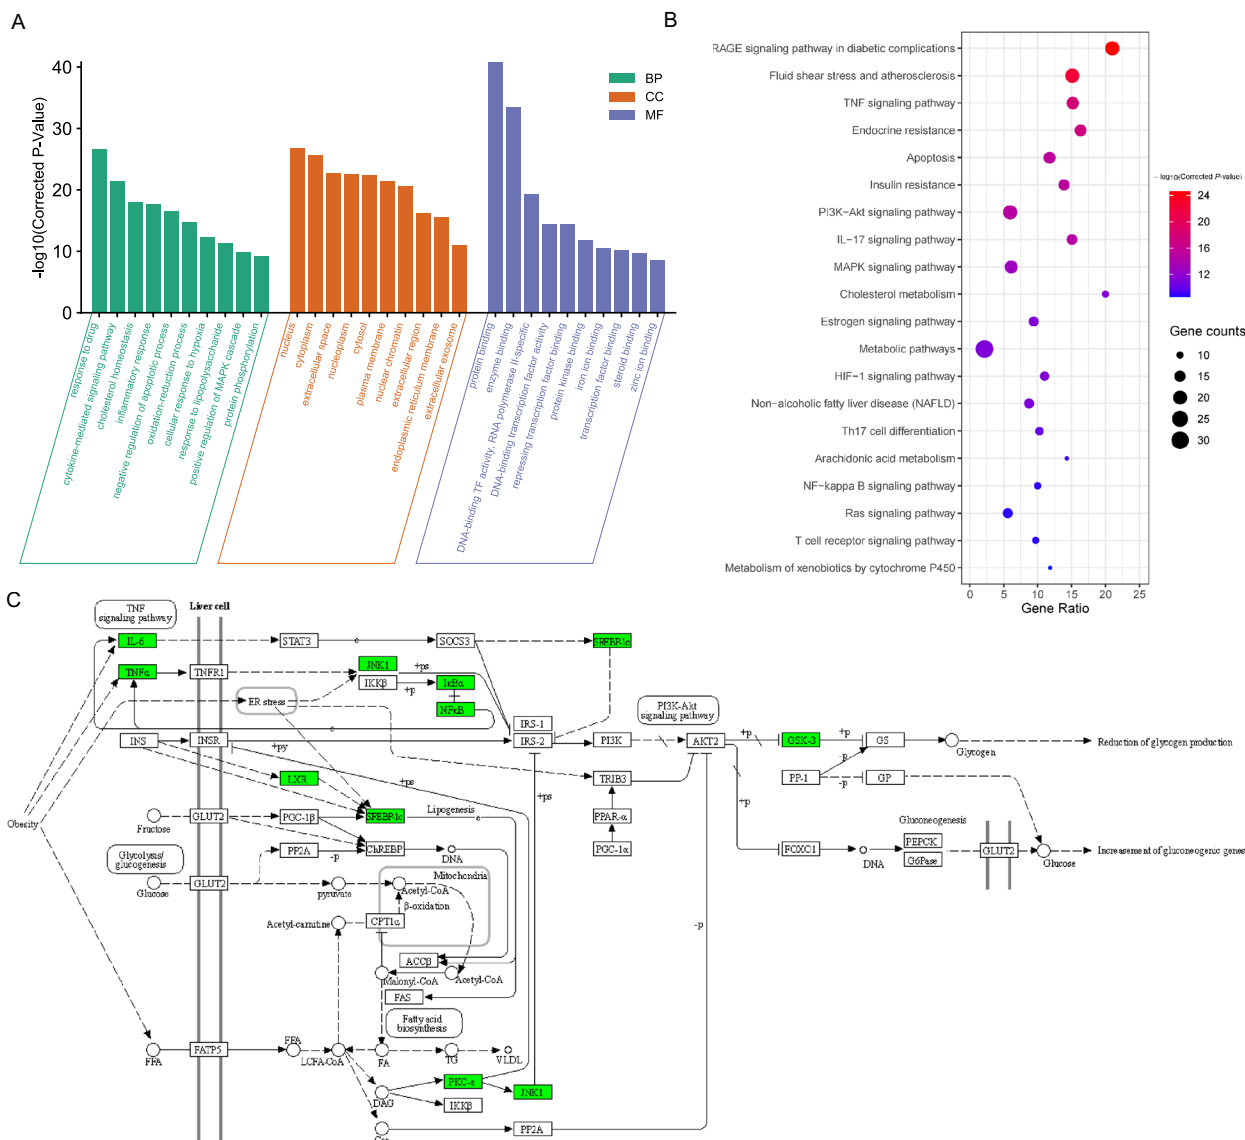 A
-log10(Corrected P-Value)
40
30
20
10
0
BP
CC
MF
response to drug
cytokine-mediated signaling pathway
cholesterol homeostasis
inflammatory response
negative regulation of apoptotic process
oxidation-reduction process
cellular response to hypoxia
response to lipopolysaccharide
positive regulation of MAPK cascade
protein phosphorylation
nucleus
cytoplasm
extracellular space
nucleoplasm
cytosol
plasma membrane
nuclear chromatin
extracellular region
endoplasmic reticulum membrane
extracellular exosome
protein binding
enzyme binding
DNA-binding TF activity, RNA polymerase II-specific
DNA-binding transcription factor activity
repressing transcription factor binding
protein kinase binding
iron ion binding
transcription factor binding
steroid binding
zinc ion binding
B
RAGE signaling pathway in diabetic complications
Fluid shear stress and atherosclerosis
TNF signaling pathway
Endocrine resistance
Apoptosis
Insulin resistance
PI3K−Akt signaling pathway
IL−17 signaling pathway
MAPK signaling pathway
Cholesterol metabolism
Estrogen signaling pathway
Metabolic pathways
HIF−1 signaling pathway
Non−alcoholic fatty liver disease (NAFLD)
Th17 cell differentiation
Arachidonic acid metabolism
NF−kappa B signaling pathway
Ras signaling pathway
T cell receptor signaling pathway
Metabolism of xenobiotics by cytochrome P450
0 5 10 15 20 25
Gene Ratio
−log10(Corrected P-value)
24
20
16
12
Gene counts
10
15
20
25
30
C
TNF
signaling pathway
Liver cell
IL-6
STAT3
e
SOCS3
SREBP-1c
TNFα
TNFR1
JNK1
+ps
IKKβ
+p
IκBα
NFκB
ER stress
e
IRS-1
IRS-2
PI3K
PI3K-Akt
signaling pathway
AKT2
INS
INSR
+py
+ps
LXR
+ps
TRIB3
PPAR-α
PGC-1α
+p
GSK-3
+p
-p
GS
Glycogen
Reduction of glycogen production
PP-1
-p
GP
+p
Obesity
Fructose
GLUT2
PGC-1β
SREBP-1c
Lipogenesis
e
PP2A
-p
ChREBP
DNA
Glycolysis/
glucogenesis
Glucose
GLUT2
pyruvate
Mitochondria
Acetyl-CoA
β-oxidation
Acetyl-carnitine
CPT1α
ACCβ
Malonyl-CoA
Acetyl-CoA
FAS
Fatty acid
biosynthesis
-p
FOXO1
DNA
Gluconeogenesis
PEPCK
G6Pase
GLUT2
Glucose
Increasement of gluconeogenic genes
FFA
FATP5
FFA
LCFA-CoA
FA
TG
VLDL
DAG
PKC-ε
JNK1
IKKβ
PP2A